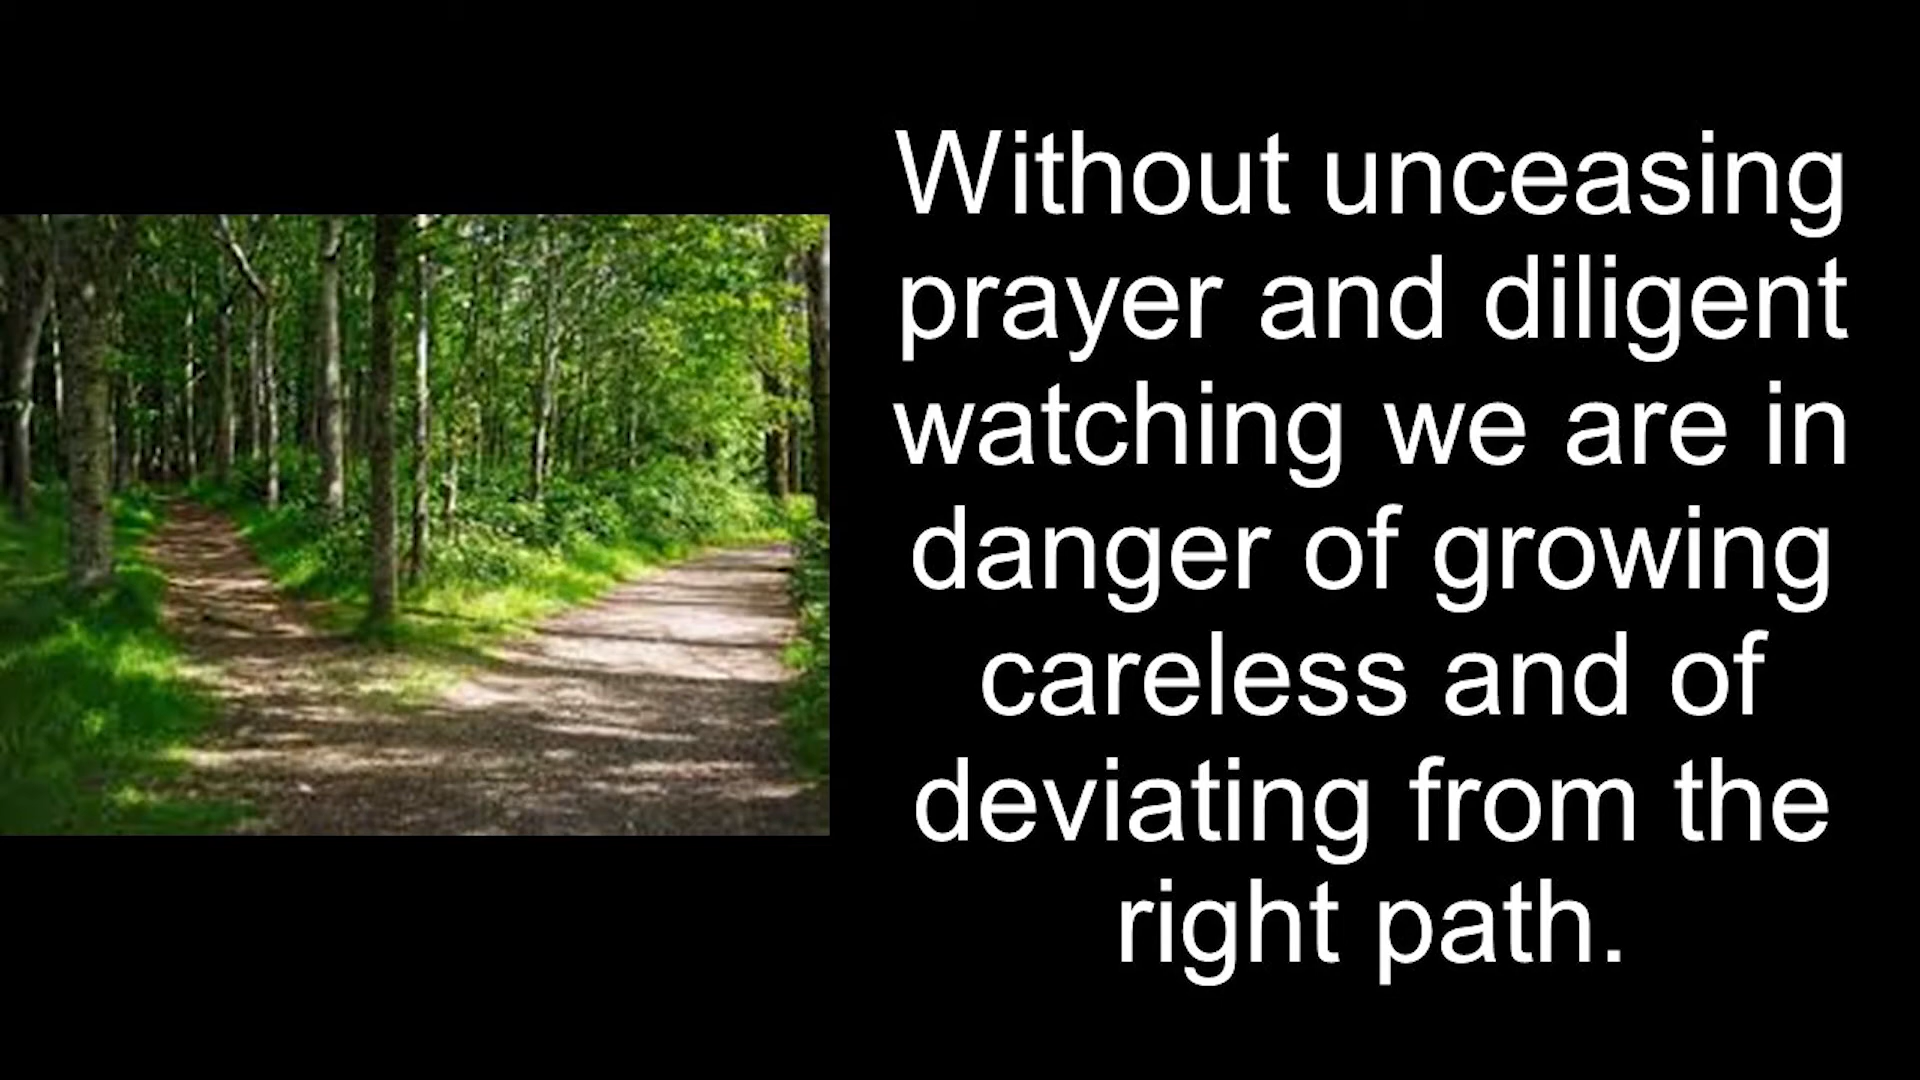 Without unceasing
prayer and diligent
watching we are in
danger of growing
careless and of
deviating from the
right path.